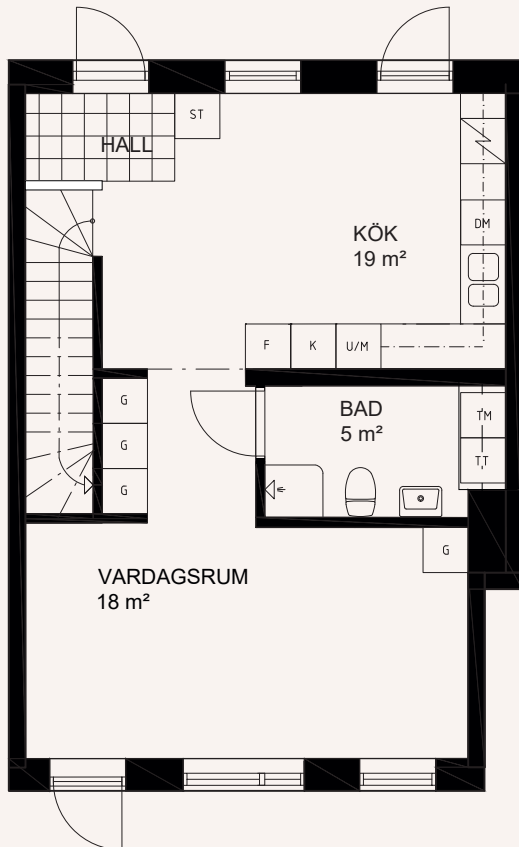 ST
HALL
KÖK
19 m²
DM
F K U/M
G
G
G
BAD
5 m²
TM
TT
G
VARDAGSRUM
18 m²